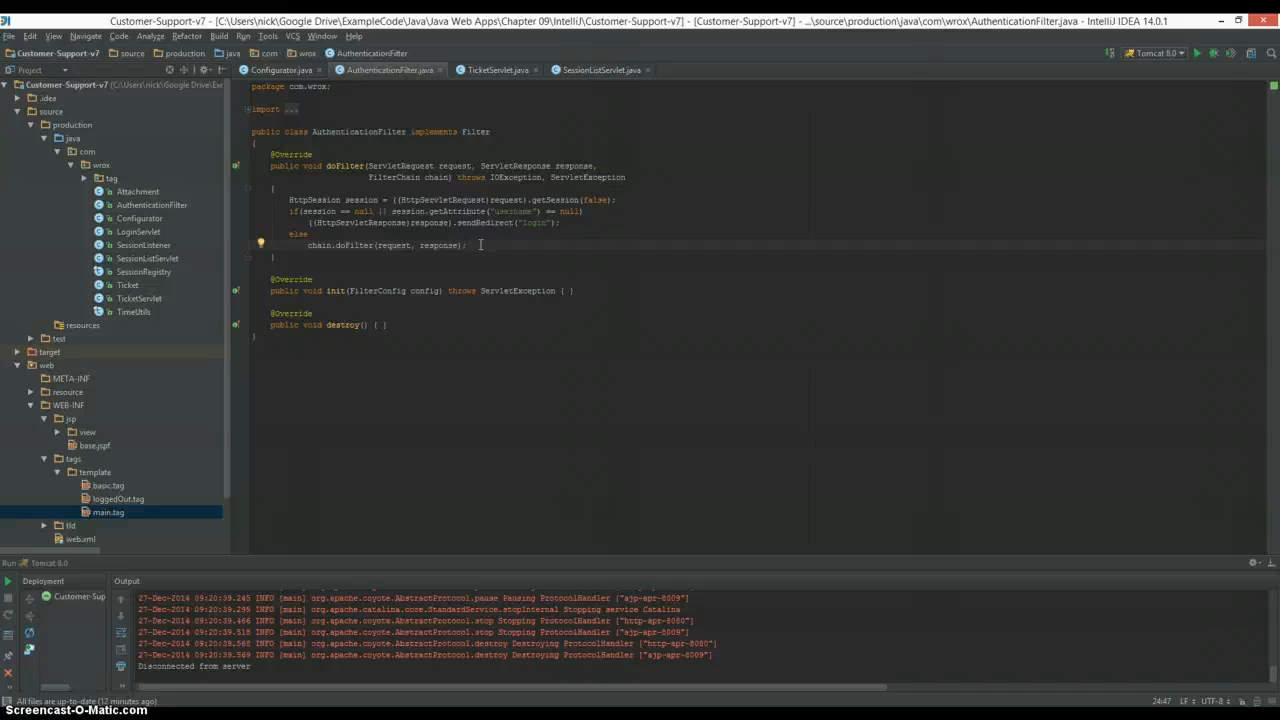 Customer-Support-v7 - [C:\Users\nick\Google Drive\ExampleCode\Java\Java Web Apps\Chapter 09\IntelliJ\Customer-Support-v7] - [Customer-Support-v7] - ...\source\production\java\com\wrox\AuthenticationFilter.java - IntelliJ IDEA 14.0.1
File Edit View Navigate Code Analyze Refactor Build Run Tools VCS Window Help
Customer-Support-v7 source production java com wrox AuthenticationFilter
Tomcat 8.0
Project
Configurator.java AuthenticationFilter.java TicketServlet.java SessionListServlet.java
Customer-Support-v7 (C:\Users\nick\Google Drive\Exa
.idea
source
production
java
com
wrox
tag
Attachment
AuthenticationFilter
Configurator
LoginServlet
SessionListener
SessionListServlet
SessionRegistry
Ticket
TicketServlet
TimeUtils
resources
test
target
web
META-INF
resource
WEB-INF
jsp
view
base.jspf
tags
template
basic.tag
loggedOut.tag
main.tag
tld
web.xml
package com.wrox;
import ...
public class AuthenticationFilter implements Filter
{
@Override
public void doFilter(ServletRequest request, ServletResponse response,
FilterChain chain) throws IOException, ServletException
{
HttpSession session = ((HttpServletRequest)request).getSession(false);
if(session == null || session.getAttribute("username") == null)
((HttpServletResponse)response).sendRedirect("login");
else
chain.doFilter(request, response);
}
@Override
public void init(FilterConfig config) throws ServletException { }
@Override
public void destroy() { }
}
Run Tomcat 8.0
Deployment Output
Customer-Sup
27-Dec-2014 09:20:39.245 INFO [main] org.apache.coyote.AbstractProtocol.pause Pausing ProtocolHandler ["ajp-apr-8009"]
27-Dec-2014 09:20:39.295 INFO [main] org.apache.catalina.core.StandardService.stopInternal Stopping service Catalina
27-Dec-2014 09:20:39.466 INFO [main] org.apache.coyote.AbstractProtocol.stop Stopping ProtocolHandler ["http-apr-8080"]
27-Dec-2014 09:20:39.518 INFO [main] org.apache.coyote.AbstractProtocol.stop Stopping ProtocolHandler ["ajp-apr-8009"]
27-Dec-2014 09:20:39.568 INFO [main] org.apache.coyote.AbstractProtocol.destroy Destroying ProtocolHandler ["http-apr-8080"]
27-Dec-2014 09:20:39.569 INFO [main] org.apache.coyote.AbstractProtocol.destroy Destroying ProtocolHandler ["ajp-apr-8009"]
Disconnected from server
All files are up-to-date (12 minutes ago)
24:47 LF UTF-8
Screencast-O-Matic.com